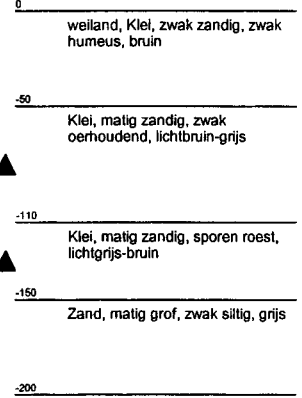 0
weiland, Klei, zwak zandig, zwak
humeus, bruin
-50
Klei, matig zandig, zwak
oerhoudend, lichtbruin-grijs
-110
Klei, matig zandig, sporen roest,
lichtgrijs-bruin
-150
Zand, matig grof, zwak siltig, grijs
-200